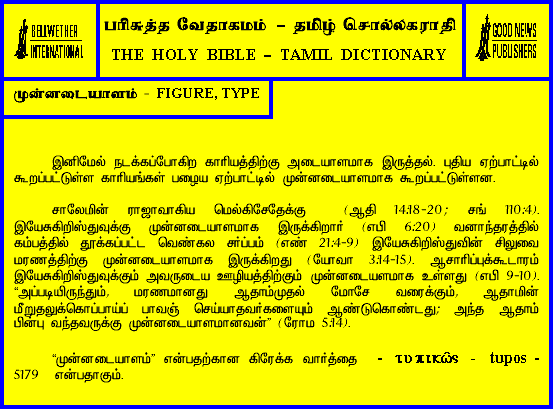 BELLWETHER
INTERNATIONAL
பரிசுத்த வேதாகமம் – தமிழ் சொல்லகராதி
THE HOLY BIBLE – TAMIL DICTIONARY
GOOD NEWS
PUBLISHERS
முன்னடையாளம் - FIGURE, TYPE
இனிமேல் நடக்கப்போகிற காரியத்திற்கு அடையாளமாக இருத்தல். புதிய ஏற்பாட்டில்
கூறப்பட்டுள்ள காரியங்கள் பழைய ஏற்பாட்டில் முன்னடையாளமாக கூறப்பட்டுள்ளன.
சாலேமின் ராஜாவாகிய மெல்கிசேதேக்கு (ஆதி 14:18-20; சங் 110:4).
இயேசுகிறிஸ்துவுக்கு முன்னடையாளமாக இருக்கிறார் (எபி 6:20) வனாந்தரத்தில்
கம்பத்தில் தூக்கப்பட்ட வெண்கல சர்ப்பம் (எண் 21:4-9) இயேசுகிறிஸ்துவின் சிலுவை
மரணத்திற்கு முன்னடையாளமாக இருக்கிறது (யோவா 3:14-15). ஆசாரிப்புக்கூடாரம்
இயேசுகிறிஸ்துவுக்கும் அவருடைய ஊழியத்திற்கும் முன்னடையளமாக உள்ளது (எபி 9-10).
“அப்படியிருந்தும், மரணமானது ஆதாம்முதல் மோசே வரைக்கும், ஆதாமின்
மீறுதலுக்கொப்பாய்ப் பாவஞ் செய்யாதவர்களையும் ஆண்டுகொண்டது; அந்த ஆதாம்
பின்பு வந்தவருக்கு முன்னடையாளமானவன்” (ரோம 5:14).
“முன்னடையாளம்” என்பதற்கான கிரேக்க வார்த்தை - τυπικῶς - tupos -
5179 என்பதாகும்.